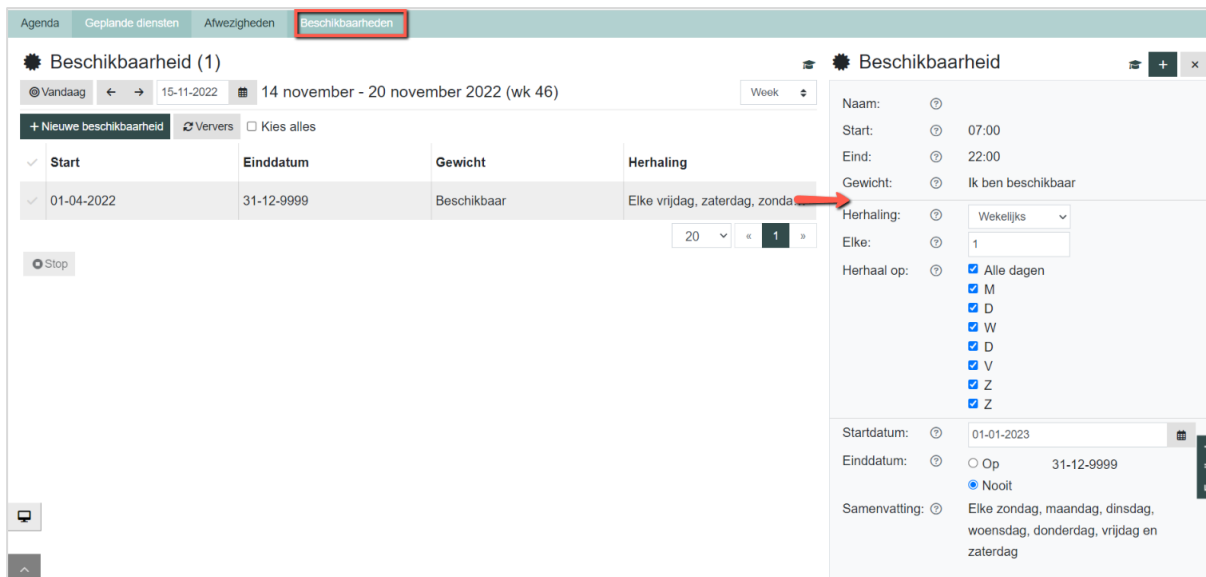 Agenda Geplande diensten Afwezigheden Beschikbaarheden
Beschikbaarheid (1)
Vandaag ← → 15-11-2022 14 november - 20 november 2022 (wk 46) Week
+ Nieuwe beschikbaarheid Ververs Kies alles
Start Einddatum Gewicht Herhaling
01-04-2022 31-12-9999 Beschikbaar Elke vrijdag, zaterdag, zonda...
20 « 1 »
Stop
Beschikbaarheid + ×
Naam:
Start: 07:00
Eind: 22:00
Gewicht: Ik ben beschikbaar
Herhaling: Wekelijks
Elke: 1
Herhaal op: Alle dagen
M
D
W
D
V
Z
Z
Startdatum: 01-01-2023
Einddatum: Op 31-12-9999
Nooit
Samenvatting: Elke zondag, maandag, dinsdag,
woensdag, donderdag, vrijdag en
zaterdag